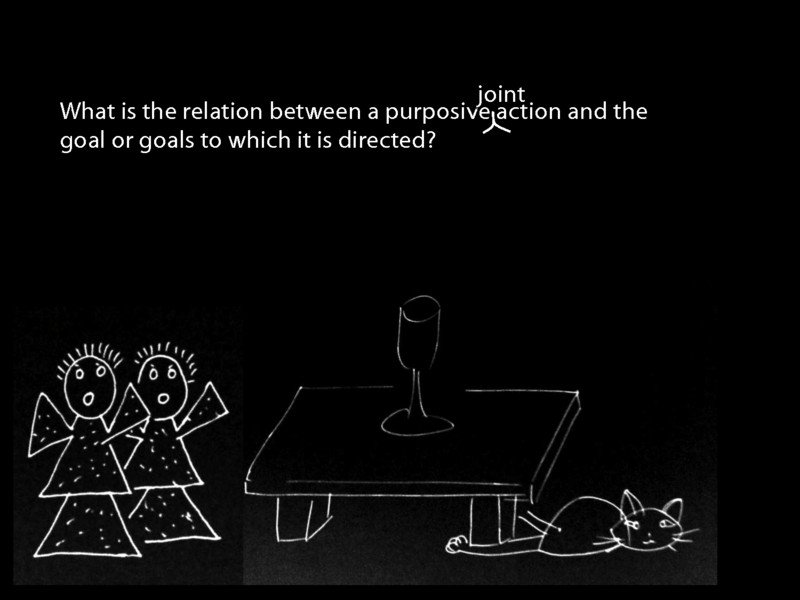 What is the relation between a purposive joint action and the
goal or goals to which it is directed?